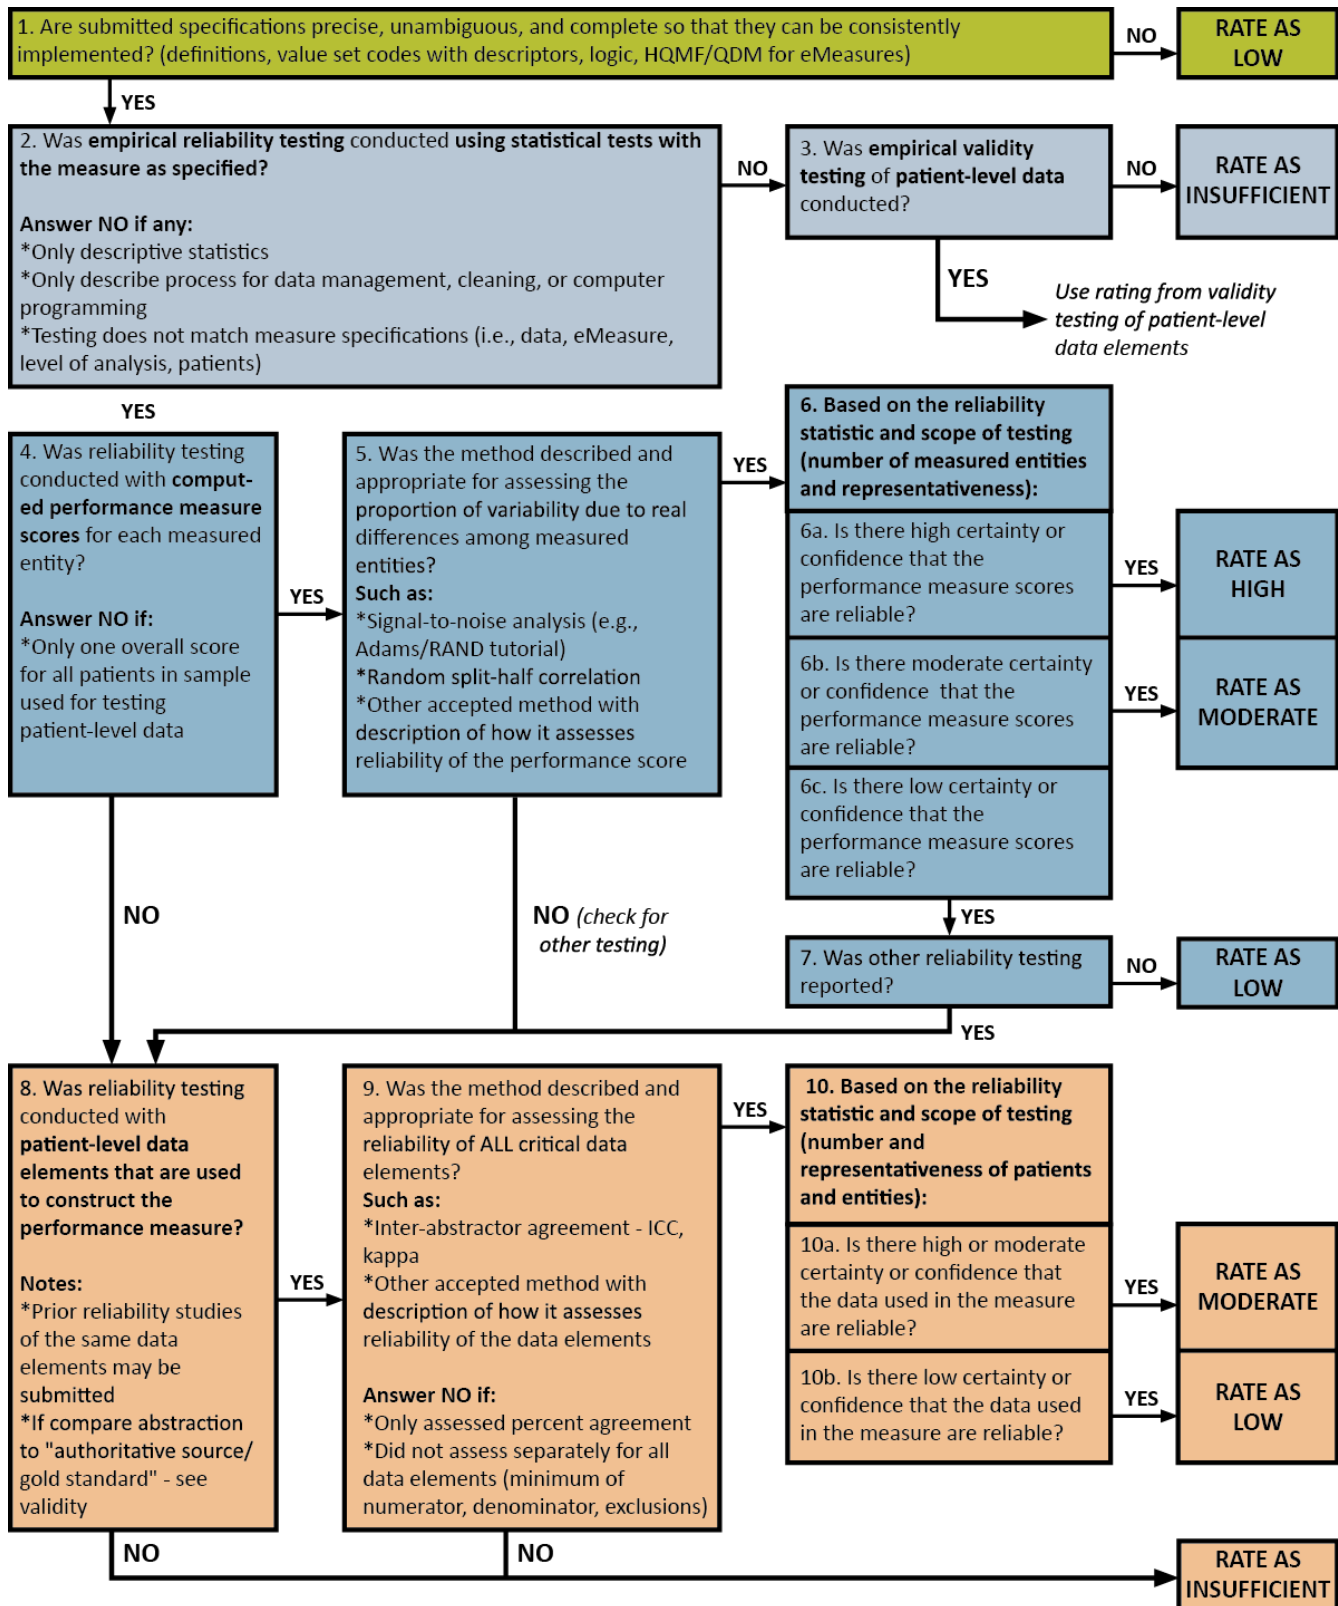 1. Are submitted specifications precise, unambiguous, and complete so that they can be consistently
implemented? (definitions, value set codes with descriptors, logic, HQMF/QDM for eMeasures)
NO
RATE AS
LOW
YES
2. Was empirical reliability testing conducted using statistical tests with
the measure as specified?
Answer NO if any:
*Only descriptive statistics
*Only describe process for data management, cleaning, or computer
programming
*Testing does not match measure specifications (i.e., data, eMeasure,
level of analysis, patients)
NO
3. Was empirical validity
testing of patient-level data
conducted?
NO
RATE AS
INSUFFICIENT
YES
Use rating from validity
testing of patient-level
data elements
YES
4. Was reliability testing
conducted with comput-
ed performance measure
scores for each measured
entity?
Answer NO if:
*Only one overall score
for all patients in sample
used for testing
patient-level data
YES
5. Was the method described and
appropriate for assessing the
proportion of variability due to real
differences among measured
entities?
Such as:
*Signal-to-noise analysis (e.g.,
Adams/RAND tutorial)
*Random split-half correlation
*Other accepted method with
description of how it assesses
reliability of the performance score
YES
6. Based on the reliability
statistic and scope of testing
(number of measured entities
and representativeness):
6a. Is there high certainty or
confidence that the
performance measure scores
are reliable?
YES
RATE AS
HIGH
6b. Is there moderate certainty
or confidence that the
performance measure scores
are reliable?
YES
RATE AS
MODERATE
6c. Is there low certainty or
confidence that the
performance measure scores
are reliable?
NO
NO (check for
other testing)
YES
7. Was other reliability testing
reported?
NO
RATE AS
LOW
YES
8. Was reliability testing
conducted with
patient-level data
elements that are used
to construct the
performance measure?
Notes:
*Prior reliability studies
of the same data
elements may be
submitted
*If compare abstraction
to "authoritative source/
gold standard" - see
validity
YES
9. Was the method described and
appropriate for assessing the
reliability of ALL critical data
elements?
Such as:
*Inter-abstractor agreement - ICC,
kappa
*Other accepted method with
description of how it assesses
reliability of the data elements
Answer NO if:
*Only assessed percent agreement
*Did not assess separately for all
data elements (minimum of
numerator, denominator, exclusions)
YES
10. Based on the reliability
statistic and scope of testing
(number and
representativeness of patients
and entities):
10a. Is there high or moderate
certainty or confidence that
the data used in the measure
are reliable?
YES
RATE AS
MODERATE
10b. Is there low certainty or
confidence that the data used
in the measure are reliable?
YES
RATE AS
LOW
NO
NO
RATE AS
INSUFFICIENT